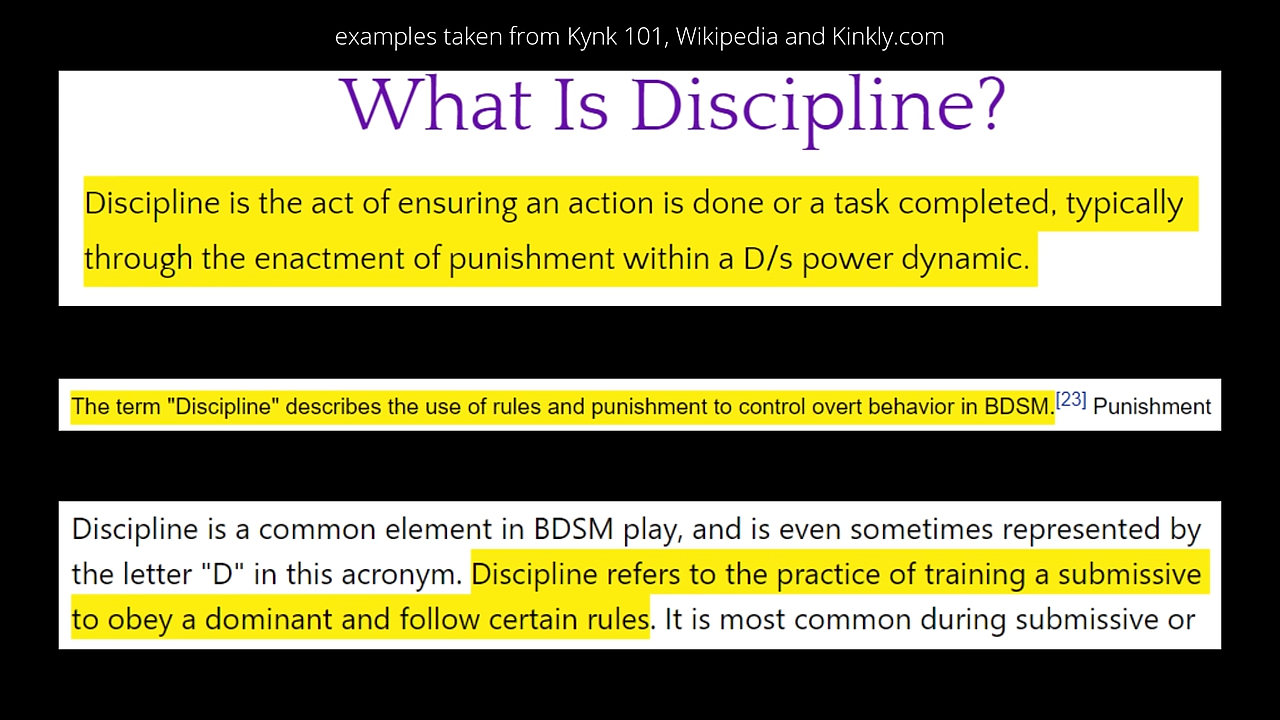 examples taken from Kynk 101, Wikipedia and Kinkly.com
What Is Discipline?
Discipline is the act of ensuring an action is done or a task completed, typically
through the enactment of punishment within a D/s power dynamic.
The term "Discipline" describes the use of rules and punishment to control overt behavior in BDSM.[23] Punishment
Discipline is a common element in BDSM play, and is even sometimes represented by
the letter "D" in this acronym. Discipline refers to the practice of training a submissive
to obey a dominant and follow certain rules. It is most common during submissive or